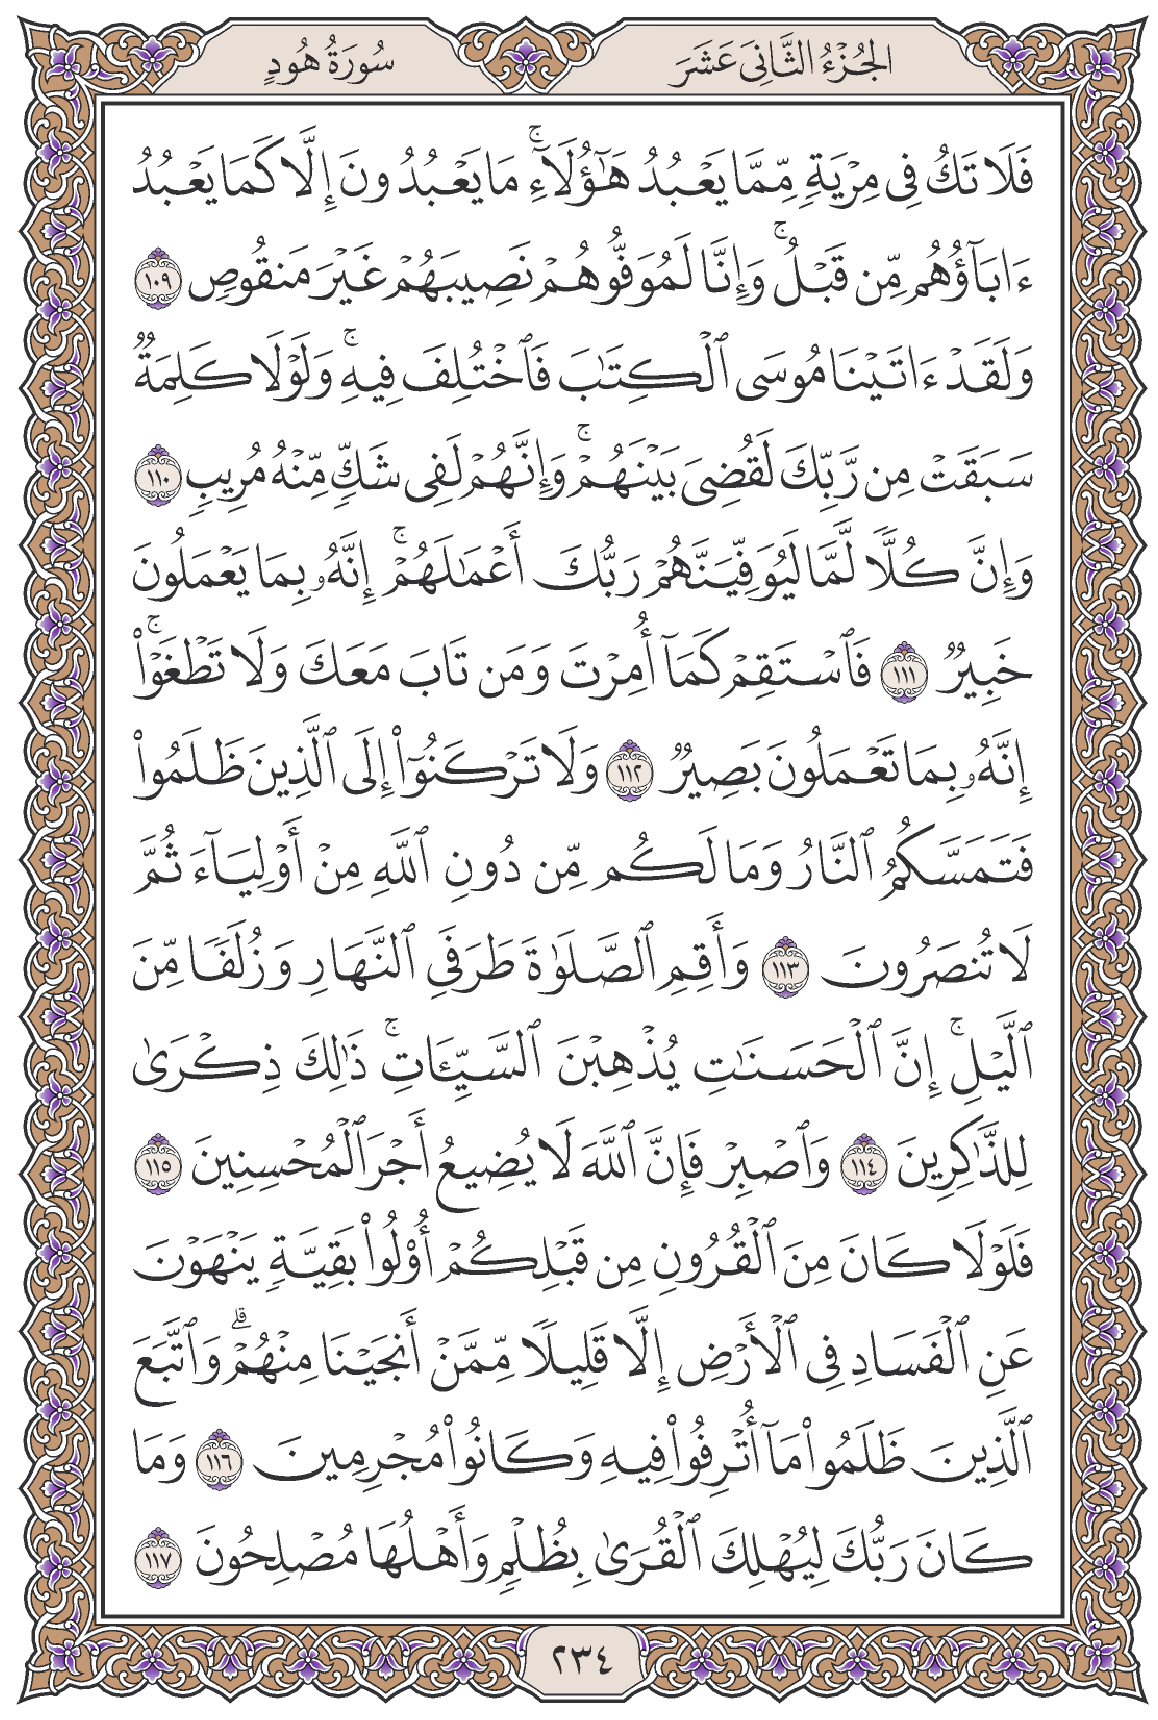 الجُزْءُ الثَّانِيَ عَشَرَ
سُورَةُ هُودٍ
فَلَا تَكُ فِى مِرْيَةٍ مِّمَّا يَعْبُدُ هَٰٓؤُلَآءِۚ مَا يَعْبُدُونَ إِلَّا كَمَا يَعْبُدُ
ءَابَآؤُهُم مِّن قَبْلُۚ وَإِنَّا لَمُوَفُّوهُمْ نَصِيبَهُمْ غَيْرَ مَنقُوصٍ ١٠٩
وَلَقَدْ ءَاتَيْنَا مُوسَى ٱلْكِتَٰبَ فَٱخْتُلِفَ فِيهِۚ وَلَوْلَا كَلِمَةٌ
سَبَقَتْ مِن رَّبِّكَ لَقُضِىَ بَيْنَهُمْۚ وَإِنَّهُمْ لَفِى شَكٍّ مِّنْهُ مُرِيبٍ ١١٠
وَإِنَّ كُلًّا لَّمَّا لَيُوَفِّيَنَّهُمْ رَبُّكَ أَعْمَٰلَهُمْۚ إِنَّهُۥ بِمَا يَعْمَلُونَ
خَبِيرٌ ١١١ فَٱسْتَقِمْ كَمَآ أُمِرْتَ وَمَن تَابَ مَعَكَ وَلَا تَطْغَوْا۟ۚ
إِنَّهُۥ بِمَا تَعْمَلُونَ بَصِيرٌ ١١٢ وَلَا تَرْكَنُوٓا۟ إِلَى ٱلَّذِينَ ظَلَمُوا۟
فَتَمَسَّكُمُ ٱلنَّارُ وَمَا لَكُم مِّن دُونِ ٱللَّهِ مِنْ أَوْلِيَآءَ ثُمَّ
لَا تُنصَرُونَ ١١٣ وَأَقِمِ ٱلصَّلَوٰةَ طَرَفَىِ ٱلنَّهَارِ وَزُلَفًا مِّنَ
ٱلَّيْلِۚ إِنَّ ٱلْحَسَنَٰتِ يُذْهِبْنَ ٱلسَّيِّـَٔاتِۚ ذَٰلِكَ ذِكْرَىٰ
لِلذَّٰكِرِينَ ١١٤ وَٱصْبِرْ فَإِنَّ ٱللَّهَ لَا يُضِيعُ أَجْرَ ٱلْمُحْسِنِينَ ١١٥
فَلَوْلَا كَانَ مِنَ ٱلْقُرُونِ مِن قَبْلِكُمْ أُو۟لُوا۟ بَقِيَّةٍ يَنْهَوْنَ
عَنِ ٱلْفَسَادِ فِى ٱلْأَرْضِ إِلَّا قَلِيلًا مِّمَّنْ أَنجَيْنَا مِنْهُمْۗ وَٱتَّبَعَ
ٱلَّذِينَ ظَلَمُوا۟ مَآ أُتْرِفُوا۟ فِيهِ وَكَانُوا۟ مُجْرِمِينَ ١١٦ وَمَا
كَانَ رَبُّكَ لِيُهْلِكَ ٱلْقُرَىٰ بِظُلْمٍ وَأَهْلُهَا مُصْلِحُونَ ١١٧
٢٣٤